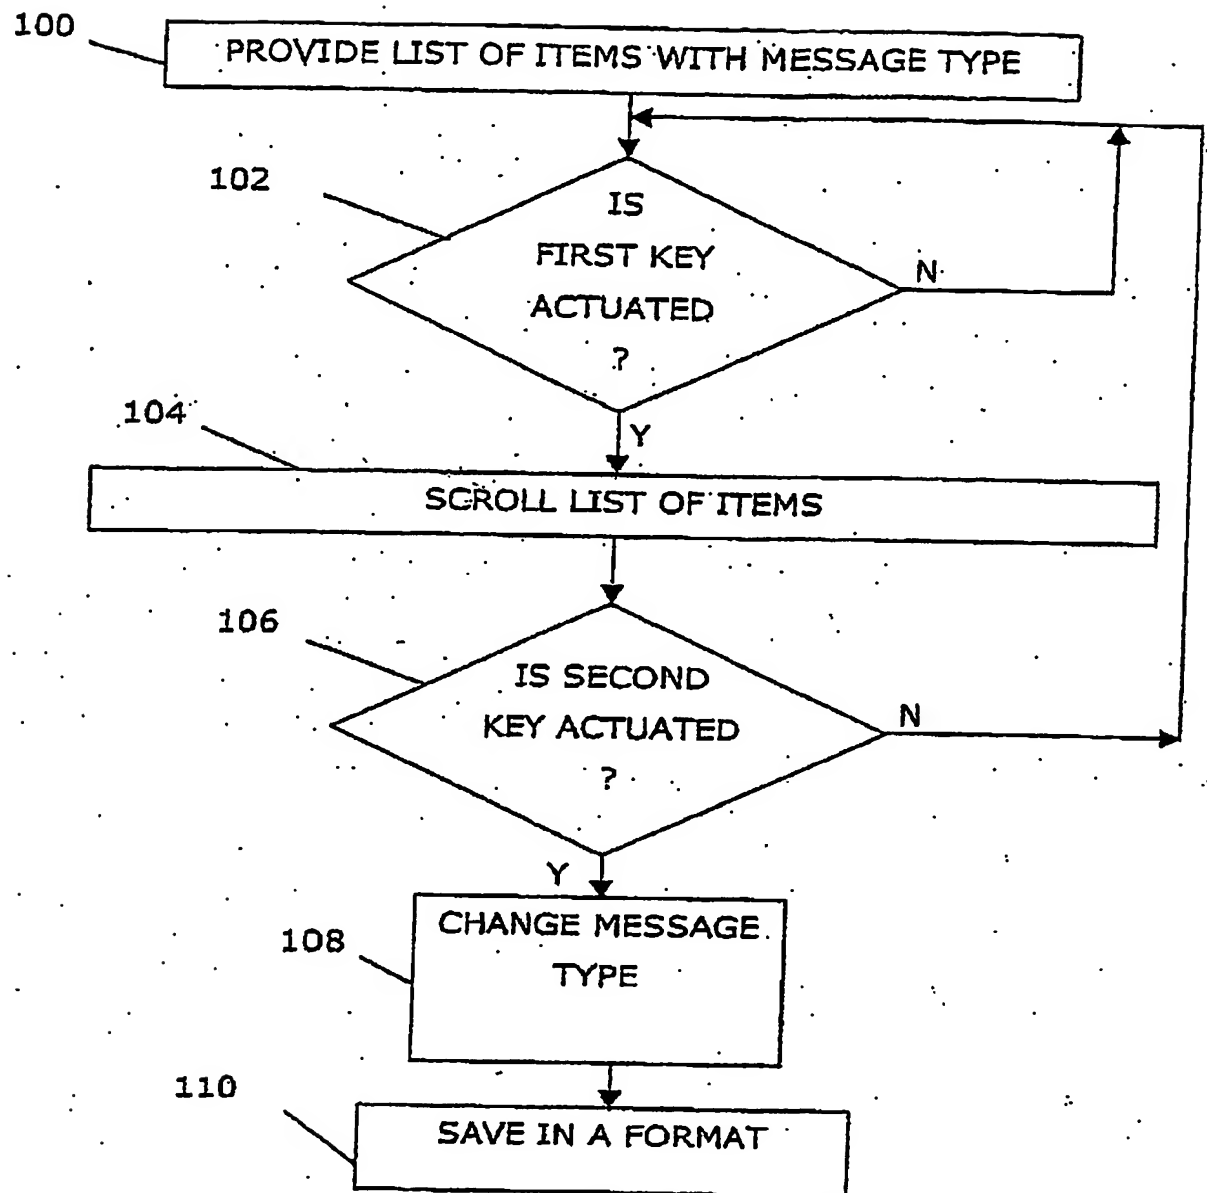 100
PROVIDE LIST OF ITEMS WITH MESSAGE TYPE
102
IS
FIRST KEY
ACTUATED
?
N
Y
104
SCROLL LIST OF ITEMS
106
IS SECOND
KEY ACTUATED
?
N
Y
108
CHANGE MESSAGE
TYPE
110
SAVE IN A FORMAT